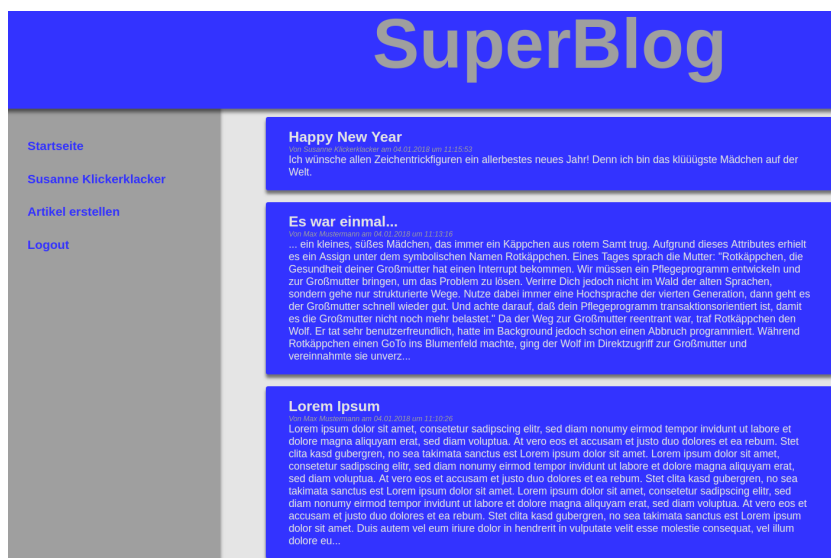 SuperBlog
Startseite
Susanne Klickerklacker
Artikel erstellen
Logout
Happy New Year
Von Susanne Klickerklacker am 04.01.2018 um 11:15:53
Ich wünsche allen Zeichentrickfiguren ein allerbestes neues Jahr! Denn ich bin das klüüügste Mädchen auf der
Welt.
Es war einmal...
Von Max Mustermann am 04.01.2018 um 11:13:16
... ein kleines, süßes Mädchen, das immer ein Käppchen aus rotem Samt trug. Aufgrund dieses Attributes erhielt
es ein Assign unter dem symbolischen Namen Rotkäppchen. Eines Tages sprach die Mutter: "Rotkäppchen, die
Gesundheit deiner Großmutter hat einen Interrupt bekommen. Wir müssen ein Pflegeprogramm entwickeln und
zur Großmutter bringen, um das Problem zu lösen. Verirre Dich jedoch nicht im Wald der alten Sprachen,
sondern gehe nur strukturierte Wege. Nutze dabei immer eine Hochsprache der vierten Generation, dann geht es
der Großmutter schnell wieder gut. Und achte darauf, daß dein Pflegeprogramm transaktionsorientiert ist, damit
es die Großmutter nicht noch mehr belastet." Da der Weg zur Großmutter reentrant war, traf Rotkäppchen den
Wolf. Er tat sehr benutzerfreundlich, hatte im Background jedoch schon einen Abbruch programmiert. Während
Rotkäppchen einen GoTo ins Blumenfeld machte, ging der Wolf im Direktzugriff zur Großmutter und
vereinnahmte sie unverz...
Lorem Ipsum
Von Max Mustermann am 04.01.2018 um 11:10:26
Lorem ipsum dolor sit amet, consetetur sadipscing elitr, sed diam nonumy eirmod tempor invidunt ut labore et
dolore magna aliquyam erat, sed diam voluptua. At vero eos et accusam et justo duo dolores et ea rebum. Stet
clita kasd gubergren, no sea takimata sanctus est Lorem ipsum dolor sit amet. Lorem ipsum dolor sit amet,
consetetur sadipscing elitr, sed diam nonumy eirmod tempor invidunt ut labore et dolore magna aliquyam erat,
sed diam voluptua. At vero eos et accusam et justo duo dolores et ea rebum. Stet clita kasd gubergren, no sea
takimata sanctus est Lorem ipsum dolor sit amet. Lorem ipsum dolor sit amet, consetetur sadipscing elitr, sed
diam nonumy eirmod tempor invidunt ut labore et dolore magna aliquyam erat, sed diam voluptua. At vero eos et
accusam et justo duo dolores et ea rebum. Stet clita kasd gubergren, no sea takimata sanctus est Lorem ipsum
dolor sit amet. Duis autem vel eum iriure dolor in hendrerit in vulputate velit esse molestie consequat, vel illum
dolore eu...